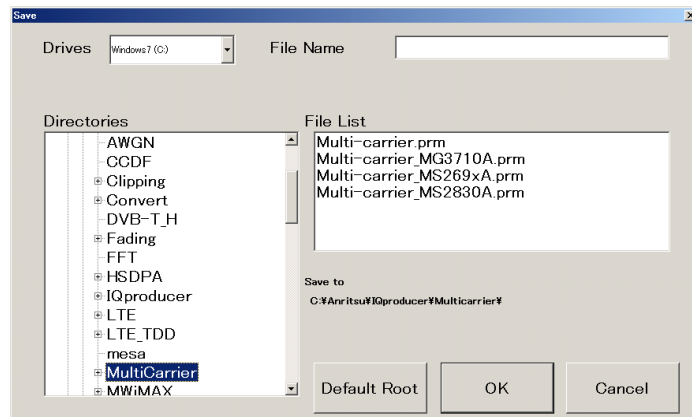 Save
Drives
Windows7 (C:)
File Name
Directories
AWGN
CCDF
Clipping
Convert
DVB-T_H
Fading
FFT
HSDPA
IQproducer
LTE
LTE_TDD
mesa
MultiCarrier
MWiMAX
File List
Multi-carrier.prm
Multi-carrier_MG3710A.prm
Multi-carrier_MS269xA.prm
Multi-carrier_MS2830A.prm
Save to
C:¥Anritsu¥IQproducer¥Multicarrier¥
Default Root
OK
Cancel